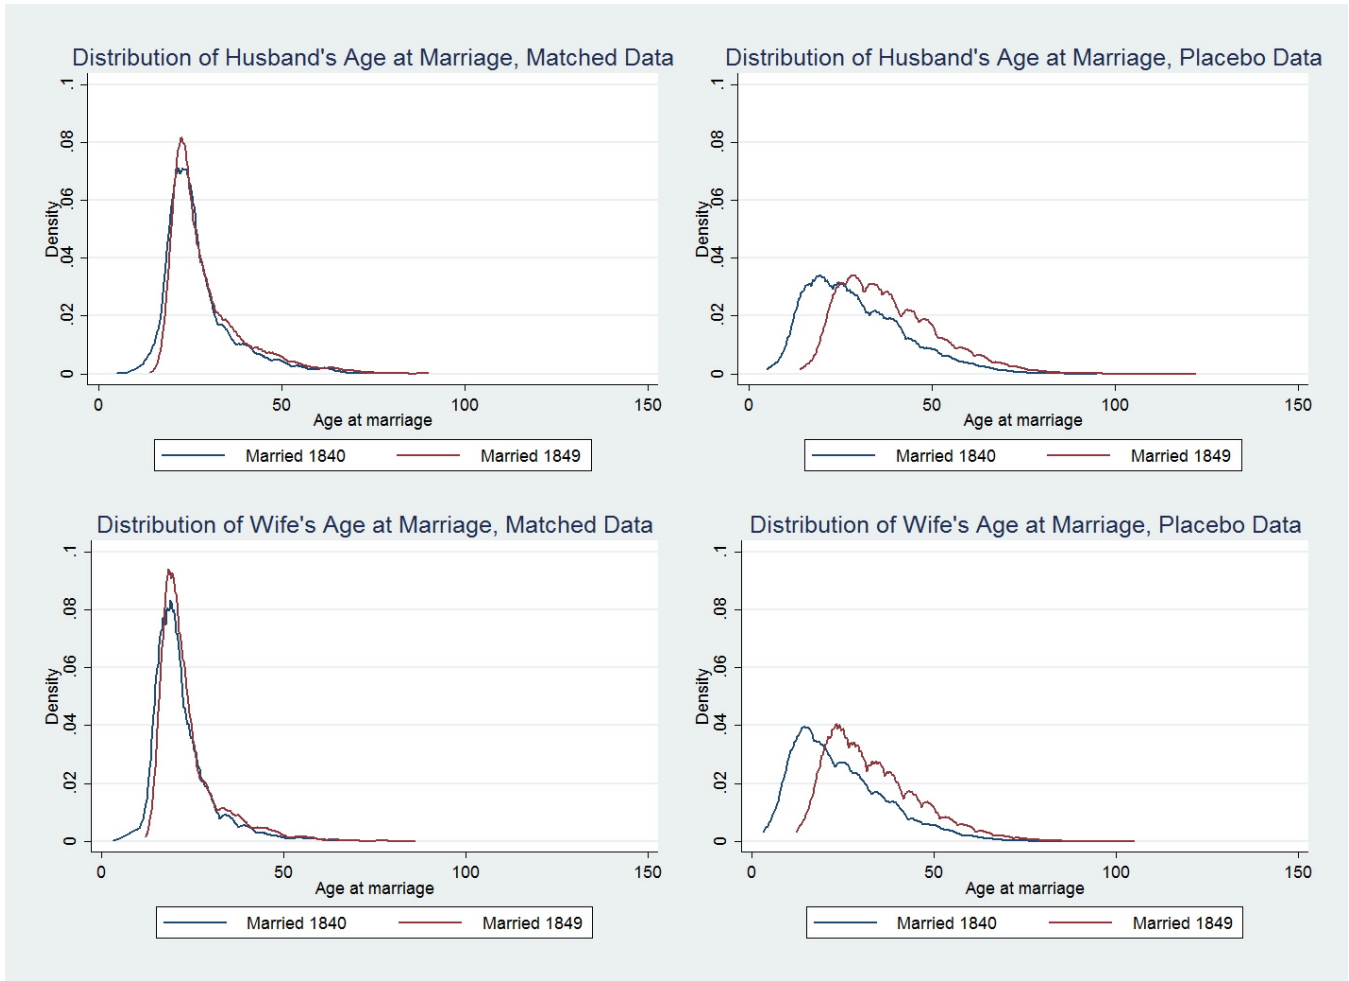 Distribution of Husband's Age at Marriage, Matched Data
.1
.08
.06
.04
.02
0
Density
0 50 100 150
Age at marriage
Married 1840 Married 1849
Distribution of Husband's Age at Marriage, Placebo Data
.1
.08
.06
.04
.02
0
Density
0 50 100 150
Age at marriage
Married 1840 Married 1849
Distribution of Wife's Age at Marriage, Matched Data
.1
.08
.06
.04
.02
0
Density
0 50 100 150
Age at marriage
Married 1840 Married 1849
Distribution of Wife's Age at Marriage, Placebo Data
.1
.08
.06
.04
.02
0
Density
0 50 100 150
Age at marriage
Married 1840 Married 1849